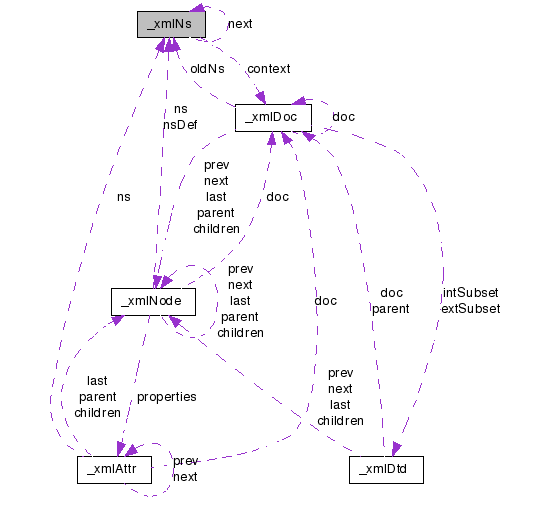 _xmlNs
next
oldNs
context
ns
nsDef
_xmlDoc
doc
prev
next
last
parent
children
ns
doc
_xmlNode
prev
next
last
parent
children
doc
doc
parent
intSubset
extSubset
last
parent
children
properties
prev
next
last
children
_xmlAttr
prev
next
_xmlDtd